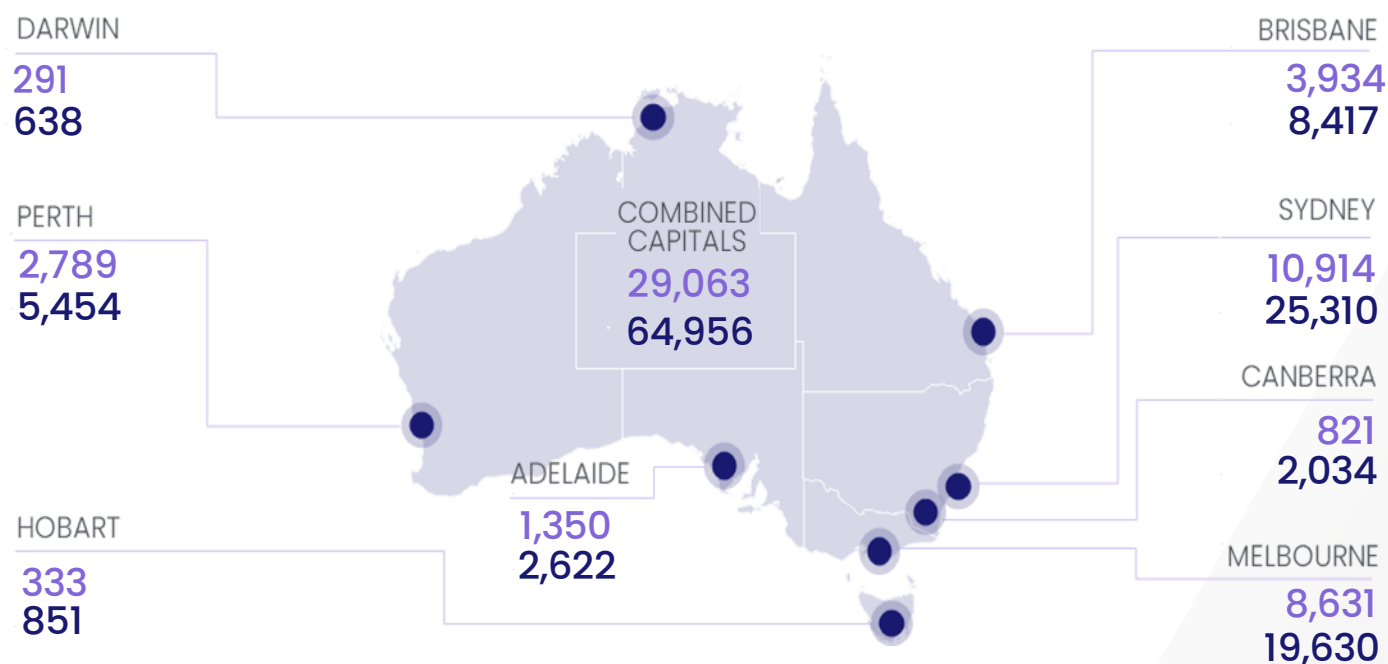 DARWIN
291
638
PERTH
2,789
5,454
HOBART
333
851
ADELAIDE
1,350
2,622
COMBINED
CAPITALS
29,063
64,956
BRISBANE
3,934
8,417
SYDNEY
10,914
25,310
CANBERRA
821
2,034
MELBOURNE
8,631
19,630